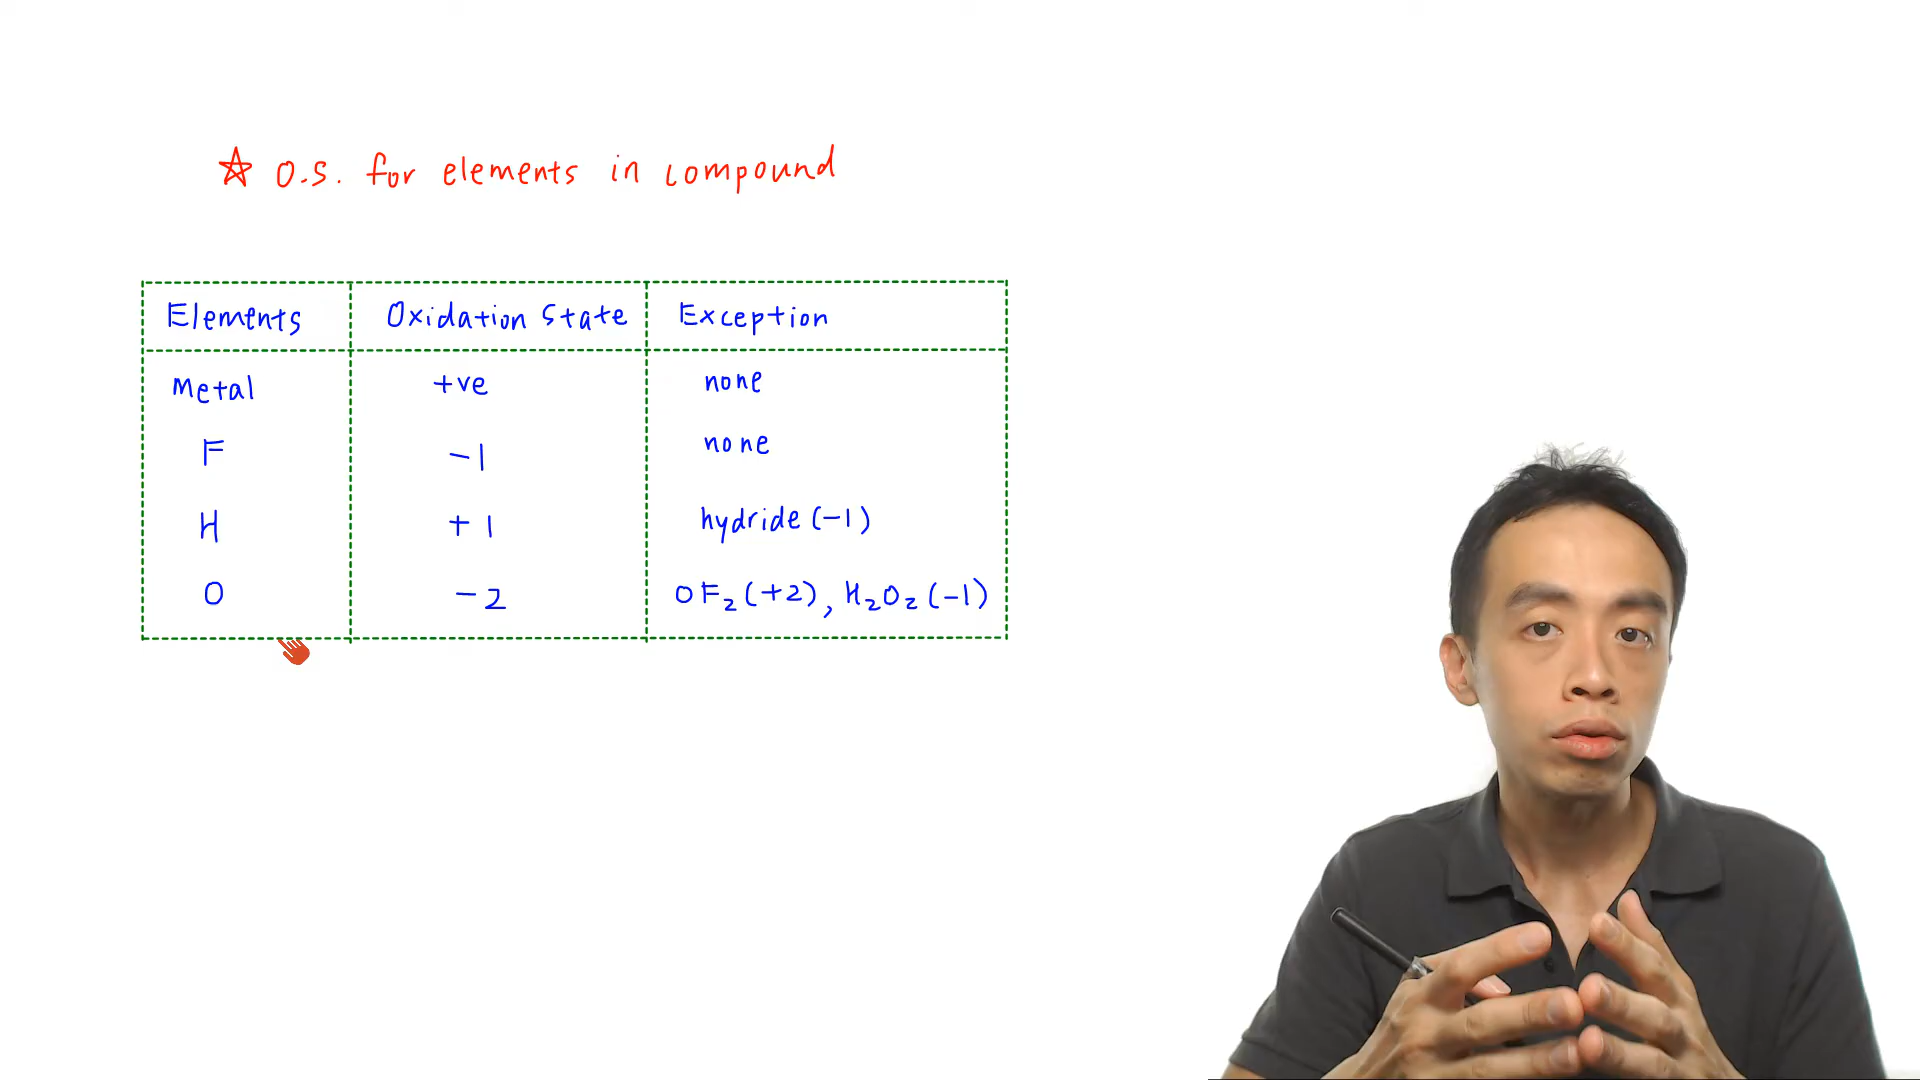 ☆ O.S. for elements in compound
Elements Oxidation State Exception
Metal +ve none
F -1 none
H +1 hydride (-1)
O -2 OF₂ (+2), H₂O₂ (-1)